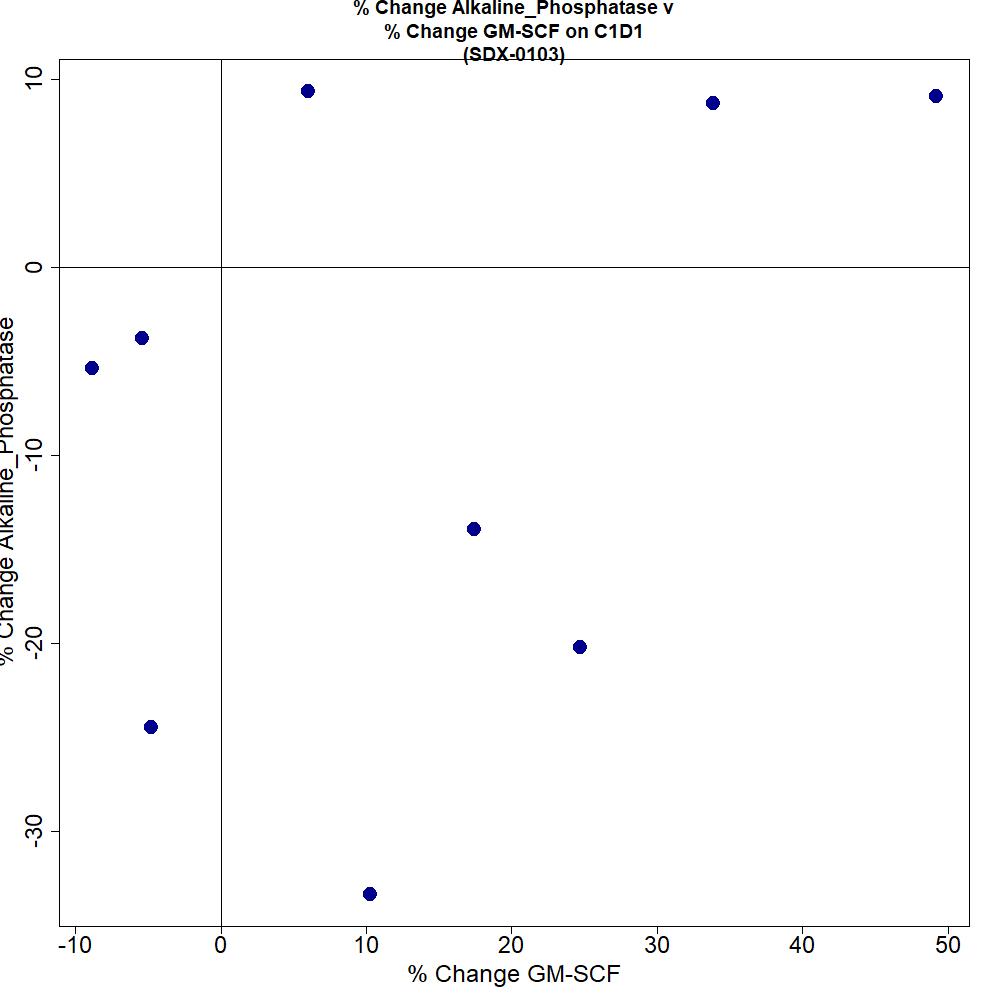 % Change Alkaline_Phosphatase v
% Change GM-SCF on C1D1
(SDX-0103)
10
0
-10
-20
-30
% Change Alkaline_Phosphatase
-10 0 10 20 30 40 50
% Change GM-SCF